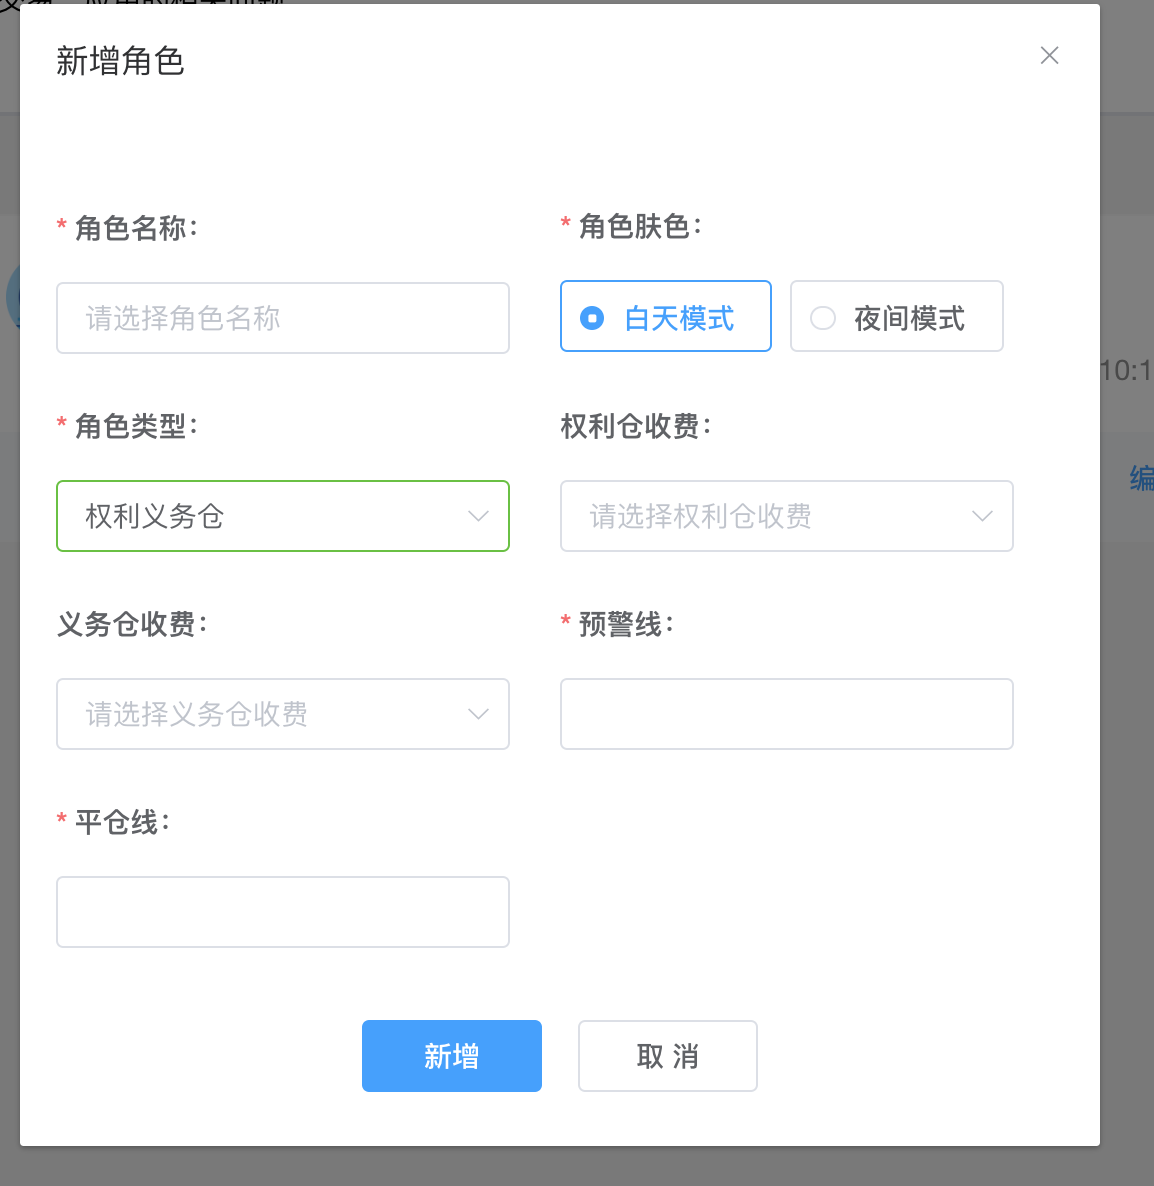 新增角色
* 角色名称：
* 角色肤色：
请选择角色名称
白天模式
夜间模式
10:1
* 角色类型：
权利仓收费：
编
权利义务仓
请选择权利仓收费
义务仓收费：
* 预警线：
请选择义务仓收费
* 平仓线：
新增
取 消